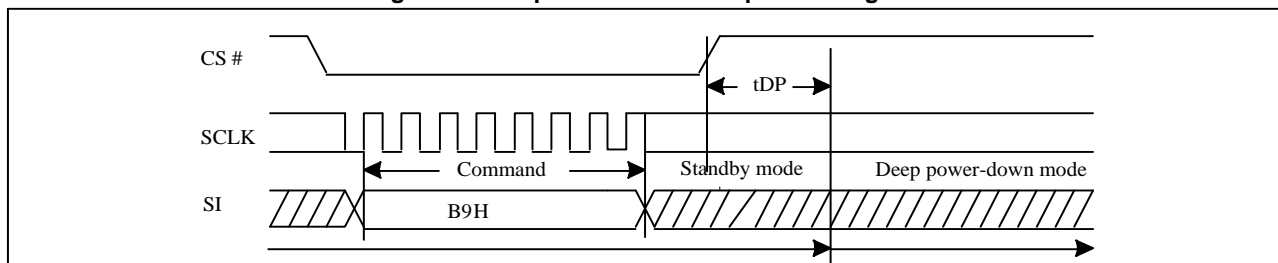 CS #
tDP
SCLK
Command
Standby mode
Deep power-down mode
SI
B9H